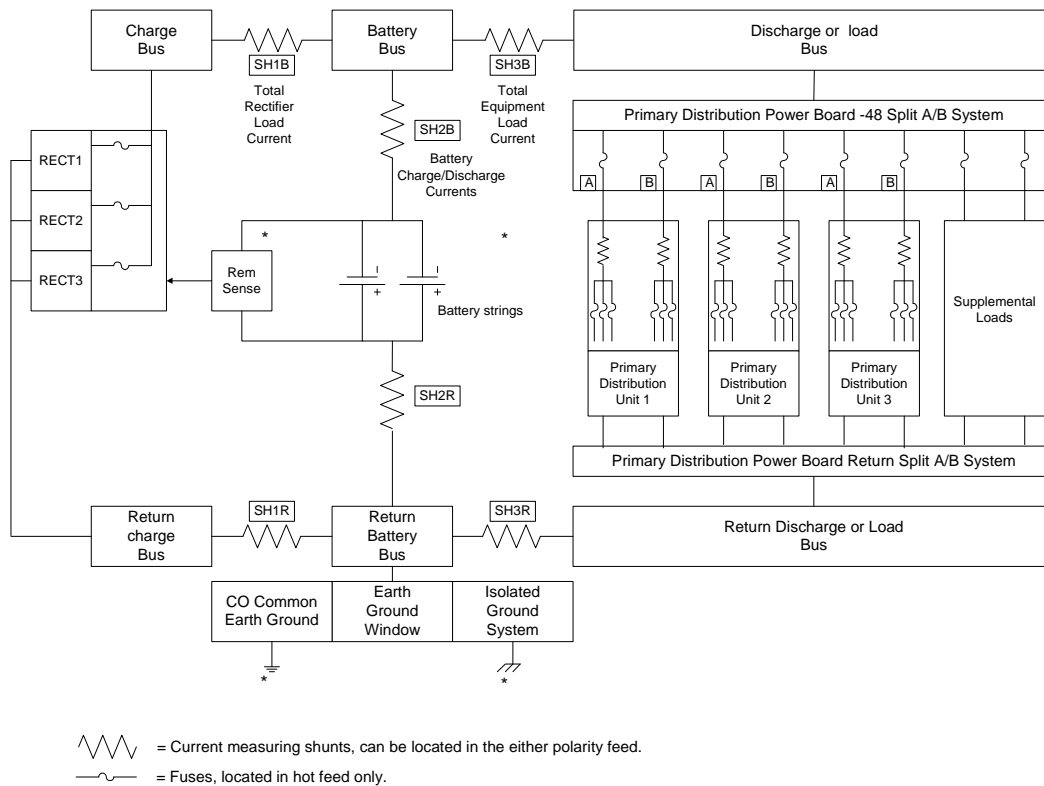 Charge
Bus
Battery
Bus
Discharge or load
Bus
SH1B
SH3B
Total
Rectifier
Load
Current
Total
Equipment
Load
Current
SH2B
Battery
Charge/Discharge
Currents
Primary Distribution Power Board -48 Split A/B System
A
B
A
B
A
B
RECT1
RECT2
RECT3
*
*
Rem
Sense
–
+
–
+
Battery strings
Supplemental
Loads
Primary
Distribution
Unit 1
Primary
Distribution
Unit 2
Primary
Distribution
Unit 3
SH2R
Primary Distribution Power Board Return Split A/B System
SH1R
SH3R
Return
charge
Bus
Return
Battery
Bus
Return Discharge or Load
Bus
CO Common
Earth Ground
Earth
Ground
Window
Isolated
Ground
System
*
*
= Current measuring shunts, can be located in the either polarity feed.
= Fuses, located in hot feed only.